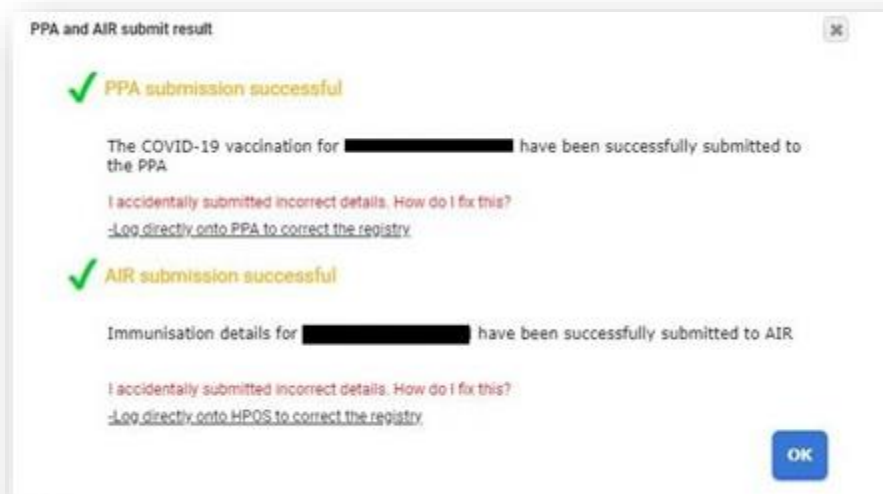 PPA and AIR submit result
PPA submission successful
The COVID-19 vaccination for have been successfully submitted to
the PPA
I accidentally submitted incorrect details. How do I fix this?
-Log directly onto PPA to correct the registry
AIR submission successful
Immunisation details for have been successfully submitted to AIR
I accidentally submitted incorrect details. How do I fix this?
-Log directly onto HPOS to correct the registry
OK